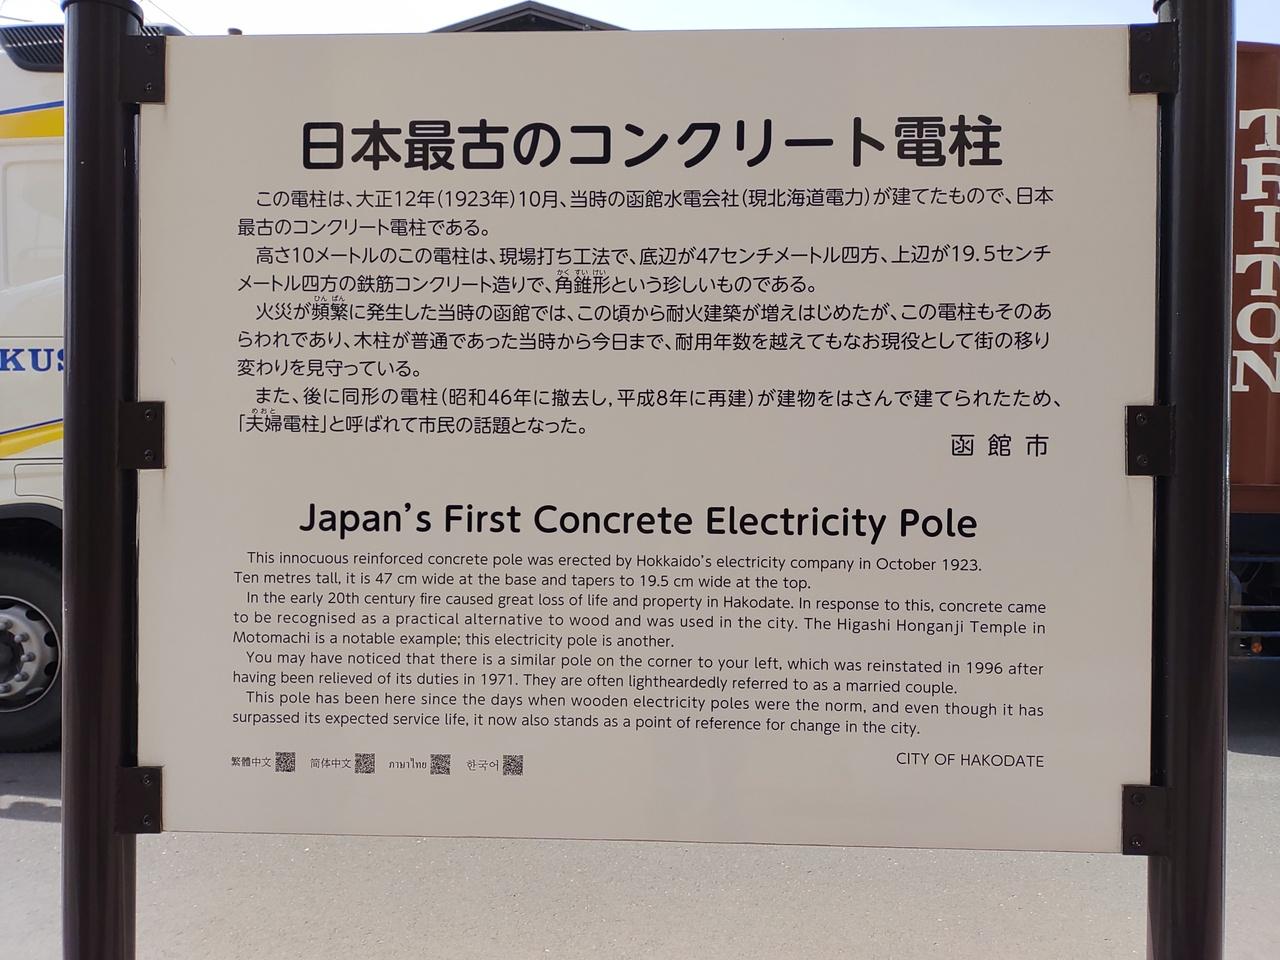 日本最古のコンクリート電柱
この電柱は、大正12年(1923年)10月、当時の函館水電会社(現北海道電力)が建てたもので、日本
最古のコンクリート電柱である。
高さ10メートルのこの電柱は、現場打ち工法で、底辺が47センチメートル四方、上辺が19.5センチ
かく すい けい
メートル四方の鉄筋コンクリート造りで、角錐形という珍しいものである。
ひん ぱん
火災が頻繁に発生した当時の函館では、この頃から耐火建築が増えはじめたが、この電柱もそのあ
らわれであり、木柱が普通であった当時から今日まで、耐用年数を越えてもなお現役として街の移り
変わりを見守っている。
また、後に同形の電柱(昭和46年に撤去し,平成8年に再建)が建物をはさんで建てられたため、
めおと
「夫婦電柱」と呼ばれて市民の話題となった。
函 館 市
Japan's First Concrete Electricity Pole
This innocuous reinforced concrete pole was erected by Hokkaido's electricity company in October 1923.
Ten metres tall, it is 47 cm wide at the base and tapers to 19.5 cm wide at the top.
In the early 20th century fire caused great loss of life and property in Hakodate. In response to this, concrete came
to be recognised as a practical alternative to wood and was used in the city. The Higashi Honganji Temple in
Motomachi is a notable example; this electricity pole is another.
You may have noticed that there is a similar pole on the corner to your left, which was reinstated in 1996 after
having been relieved of its duties in 1971. They are often lightheardedly referred to as a married couple.
This pole has been here since the days when wooden electricity poles were the norm, and even though it has
surpassed its expected service life, it now also stands as a point of reference for change in the city.
繁體中文 简体中文 ภาษาไทย 한국어
CITY OF HAKODATE
KUS
TRITON